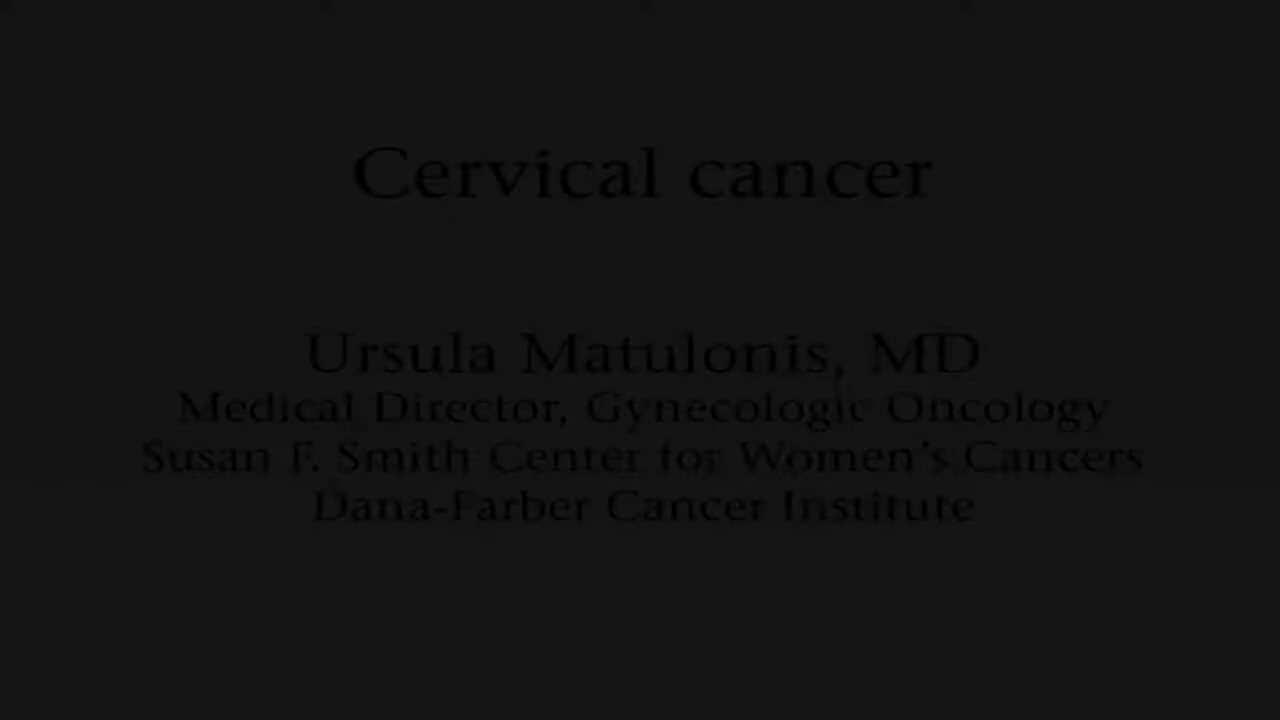 Cervical cancer
Ursula Matulonis, MD
Medical Director, Gynecologic Oncology
Susan F. Smith Center for Women's Cancers
Dana-Farber Cancer Institute